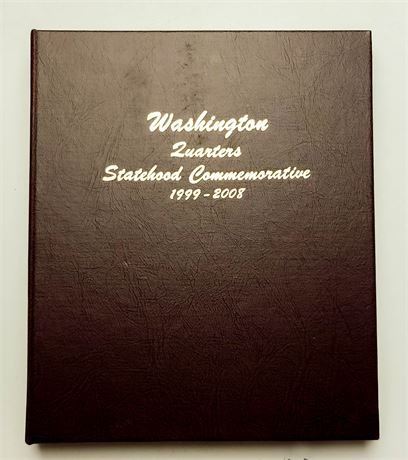 Washington
Quarters
Statehood Commemorative
1999-2008